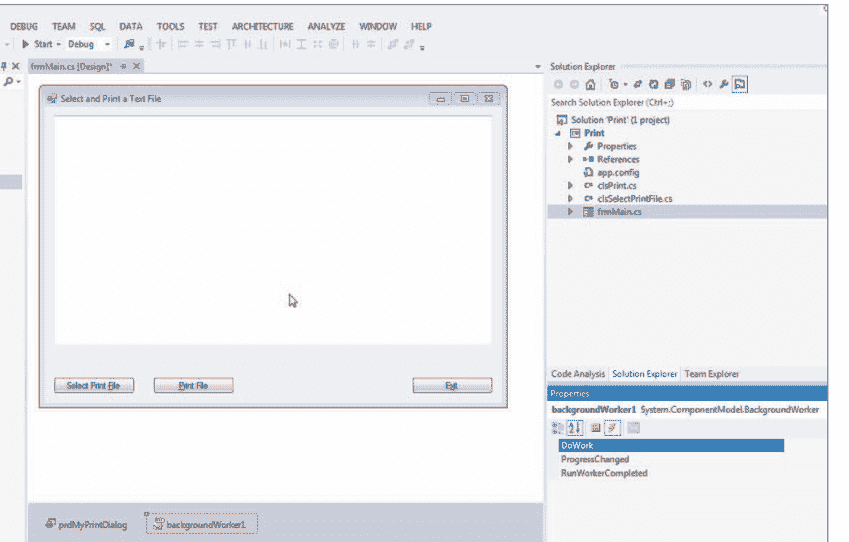 DEBUG TEAM SQL DATA TOOLS TEST ARCHITECTURE ANALYZE WINDOW HELP
Start Debug
frmMain.cs [Design]*
Select and Print a Text File
Select Print File Print File Exit
prdMyPrintDialog backgroundWorker1
Solution Explorer
Search Solution Explorer (Ctrl+;)
Solution 'Print' (1 project)
Print
Properties
References
app.config
clsPrint.cs
clsSelectPrintFile.cs
frmMain.cs
Code Analysis Solution Explorer Team Explorer
Properties
backgroundWorker1 System.ComponentModel.BackgroundWorker
DoWork
ProgressChanged
RunWorkerCompleted